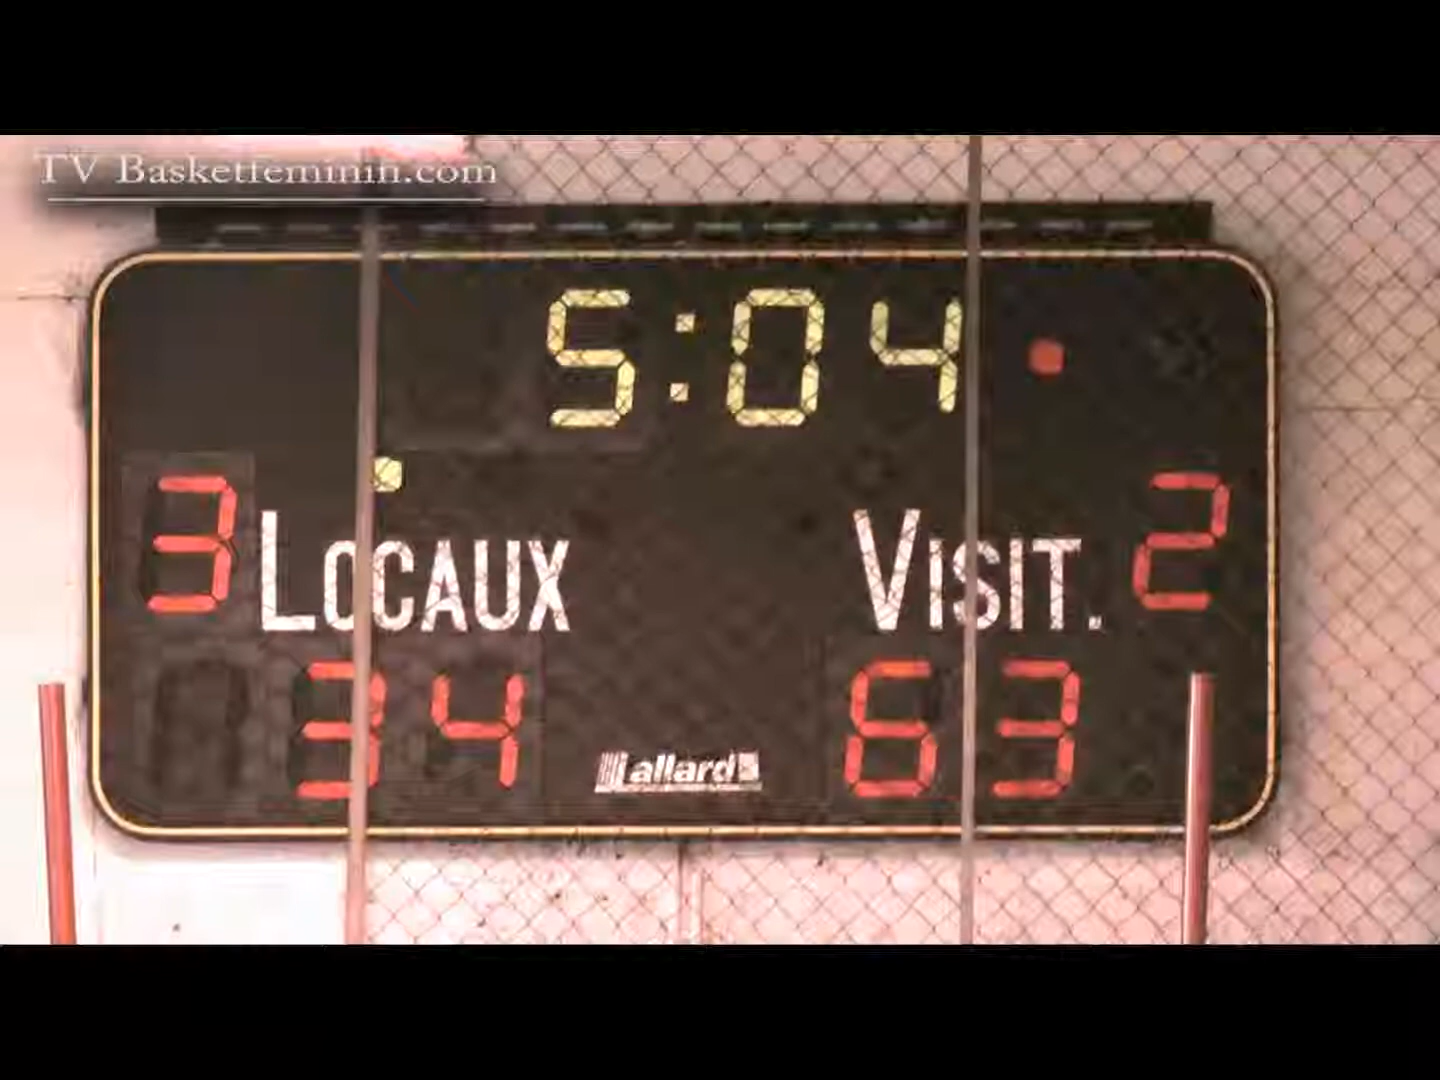 TV Basketfeminin.com
5:04
3 LOCAUX VISIT. 2
34 63
Lallard